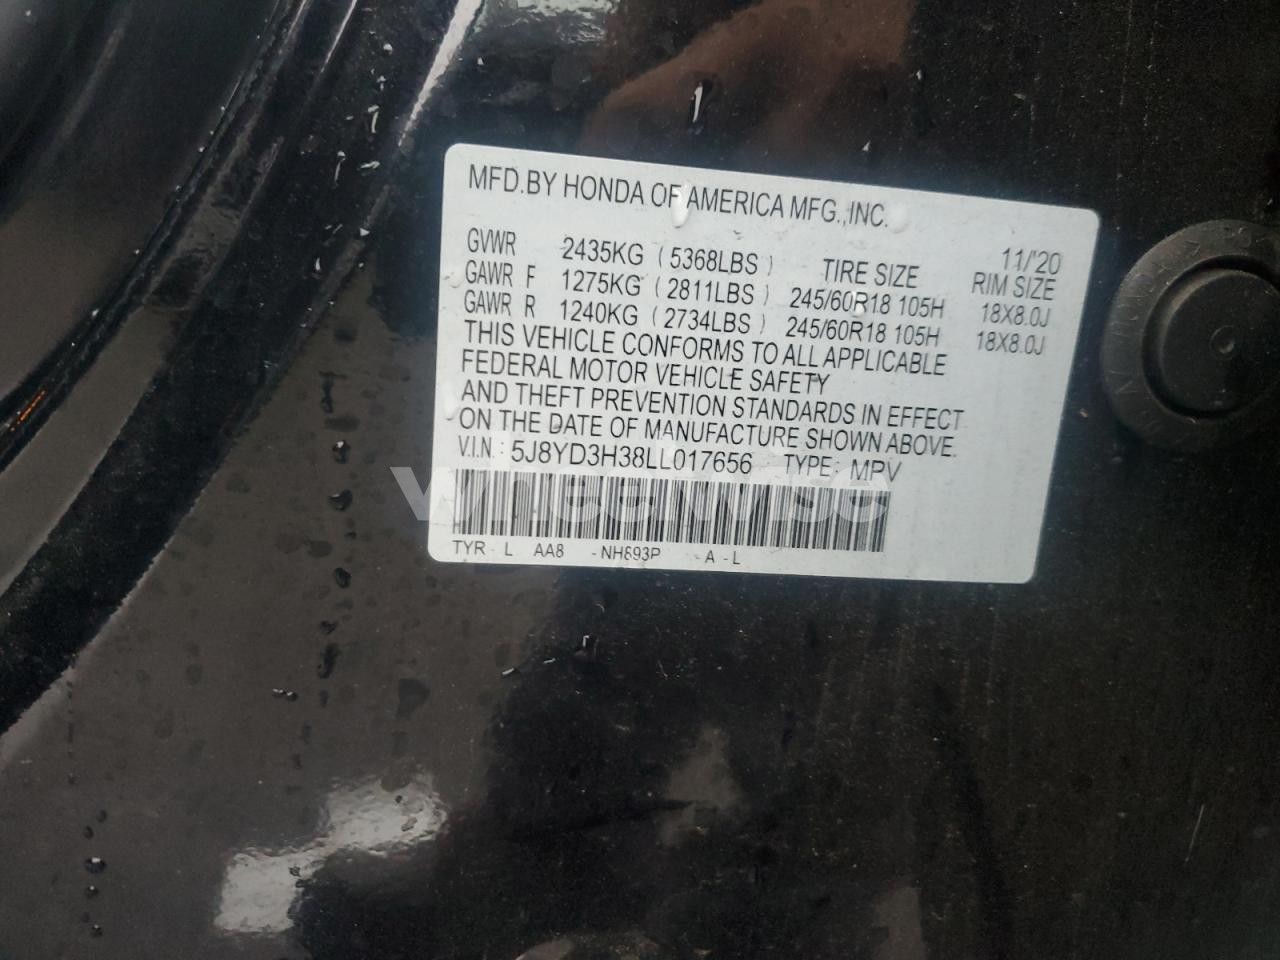 MFD.BY HONDA OF AMERICA MFG.,INC.
11/'20
GVWR 2435KG (5368LBS) TIRE SIZE RIM SIZE
GAWR F 1275KG (2811LBS) 245/60R18 105H 18X8.0J
GAWR R 1240KG (2734LBS) 245/60R18 105H 18X8.0J
THIS VEHICLE CONFORMS TO ALL APPLICABLE
FEDERAL MOTOR VEHICLE SAFETY
AND THEFT PREVENTION STANDARDS IN EFFECT
ON THE DATE OF MANUFACTURE SHOWN ABOVE.
V.I.N.: 5J8YD3H38LL017656 TYPE: MPV
wheelwise
TYR - L AA8 - NH893P A - L